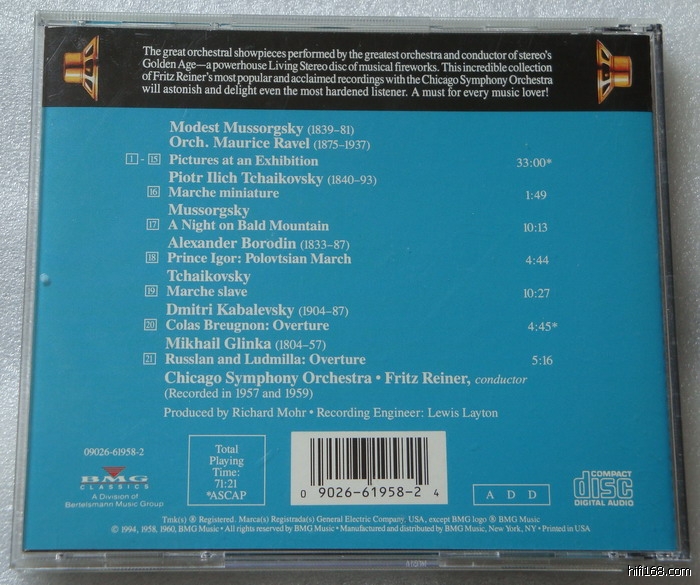 The great orchestral showpieces performed by the greatest orchestra and conductor of stereo's
Golden Age—a powerhouse Living Stereo disc of musical fireworks. This incredible collection
of Fritz Reiner's most popular and acclaimed recordings with the Chicago Symphony Orchestra
will astonish and delight even the most hardened listener. A must for every music lover!
Modest Mussorgsky (1839–81)
Orch. Maurice Ravel (1875–1937)
1 - 15 Pictures at an Exhibition 33:00*
Piotr Ilich Tchaikovsky (1840–93)
16 Marche miniature 1:49
Mussorgsky
17 A Night on Bald Mountain 10:13
Alexander Borodin (1833–87)
18 Prince Igor: Polovtsian March 4:44
Tchaikovsky
19 Marche slave 10:27
Dmitri Kabalevsky (1904–87)
20 Colas Breugnon: Overture 4:45*
Mikhail Glinka (1804–57)
21 Russlan and Ludmilla: Overture 5:16
Chicago Symphony Orchestra • Fritz Reiner, conductor
(Recorded in 1957 and 1959)
Produced by Richard Mohr • Recording Engineer: Lewis Layton
09026-61958-2
BMG
CLASSICS
A Division of
Bertelsmann Music Group
Total
Playing
Time:
71:21
*ASCAP
0 9026-61958-2 4
A D D
COMPACT
disc
DIGITAL AUDIO
Tmk(s) ® Registered. Marca(s) Registrada(s) General Electric Company, USA, except BMG logo ® BMG Music
© 1994, 1958, 1960, BMG Music • All rights reserved by BMG Music • Manufactured and distributed by BMG Music, New York, NY • Printed in USA
hifi168.com